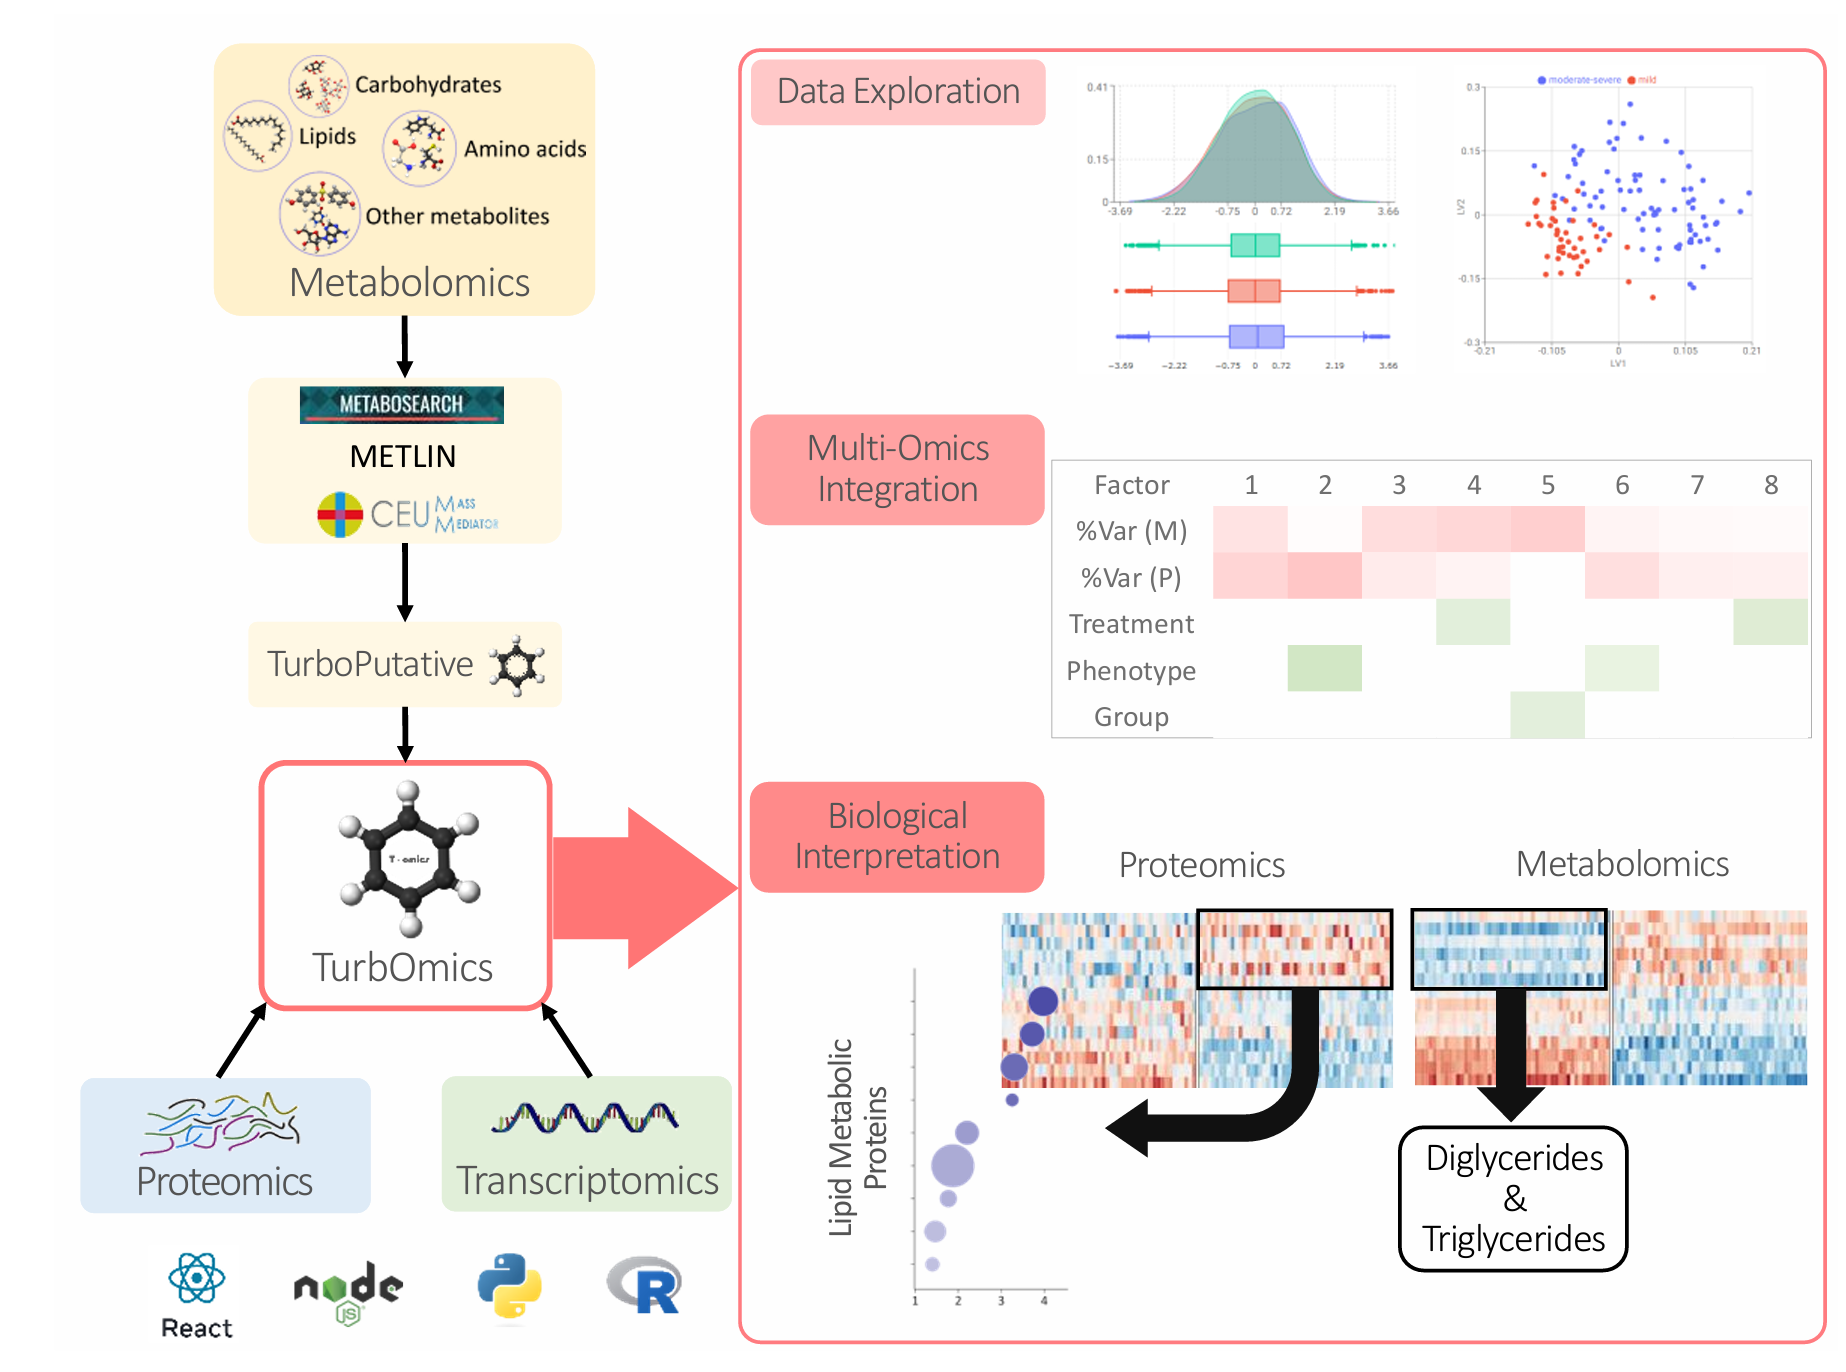 Carbohydrates
Lipids
Amino acids
Other metabolites
Metabolomics
METABOSEARCH
METLIN
CEU MASS
MEDIATOR
TurboPutative
T-omics
TurbOmics
Proteomics
Transcriptomics
React
node
JS
R
Data Exploration
0.41
0.15
0
-3.69 -2.22 -0.75 0 0.72 2.19 3.66
-3.69 -2.22 -0.75 0 0.72 2.19 3.66
moderate-severe mild
0.3
0.15
0
-0.15
-0.3
LV2
-0.21 -0.105 0 0.105 0.21
LV1
Multi-Omics
Integration
Factor 1 2 3 4 5 6 7 8
%Var (M)
%Var (P)
Treatment
Phenotype
Group
Biological
Interpretation
Proteomics
Metabolomics
Lipid Metabolic
Proteins
1 2 3 4
Diglycerides
&
Triglycerides